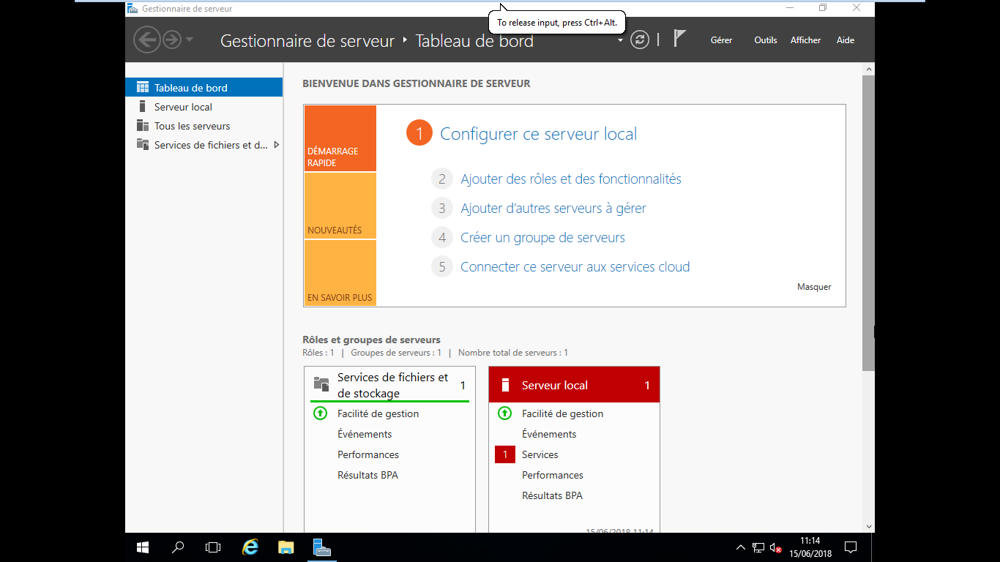 Gestionnaire de serveur
To release input, press Ctrl+Alt.
Gestionnaire de serveur ‣ Tableau de bord
Gérer Outils Afficher Aide
Tableau de bord
Serveur local
Tous les serveurs
Services de fichiers et d...
BIENVENUE DANS GESTIONNAIRE DE SERVEUR
DÉMARRAGE
RAPIDE
NOUVEAUTÉS
EN SAVOIR PLUS
1 Configurer ce serveur local
2 Ajouter des rôles et des fonctionnalités
3 Ajouter d’autres serveurs à gérer
4 Créer un groupe de serveurs
5 Connecter ce serveur aux services cloud
Masquer
Rôles et groupes de serveurs
Rôles : 1 | Groupes de serveurs : 1 | Nombre total de serveurs : 1
Services de fichiers et
de stockage
1
Facilité de gestion
Événements
Performances
Résultats BPA
Serveur local 1
Facilité de gestion
Événements
1 Services
Performances
Résultats BPA
15/06/2018 11:14
11:14
15/06/2018